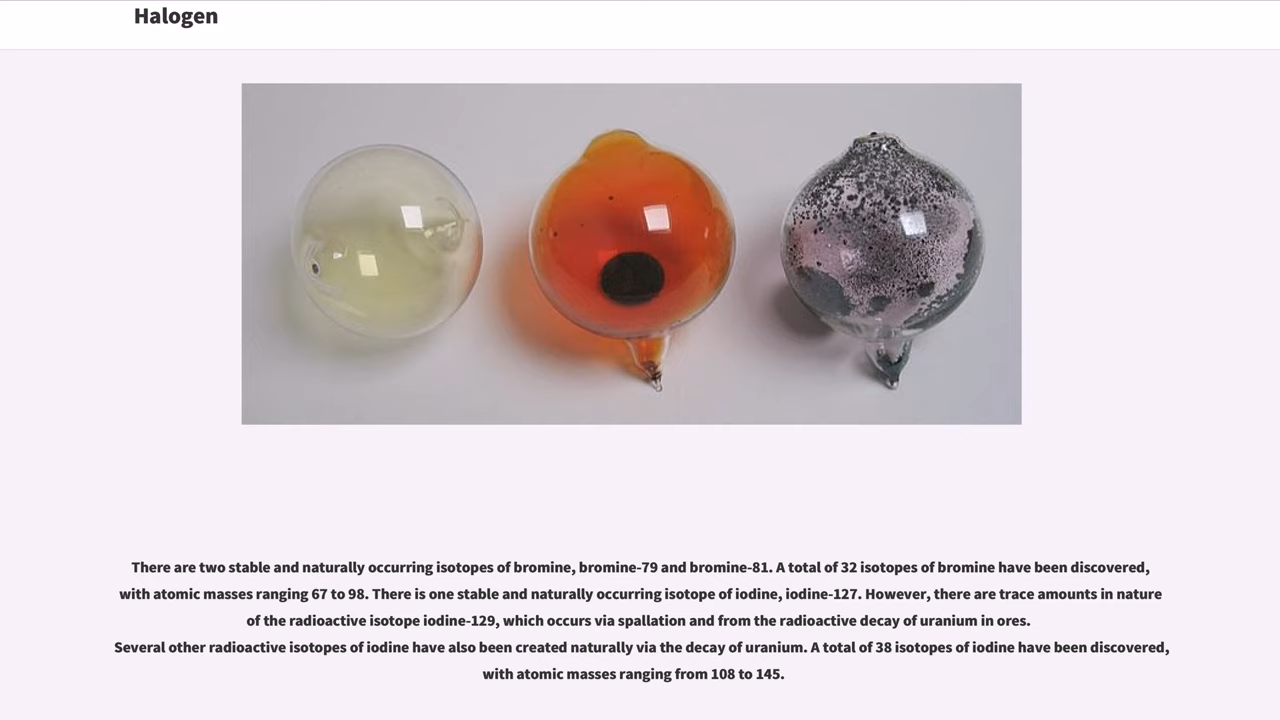 Halogen
There are two stable and naturally occurring isotopes of bromine, bromine-79 and bromine-81. A total of 32 isotopes of bromine have been discovered,
with atomic masses ranging 67 to 98. There is one stable and naturally occurring isotope of iodine, iodine-127. However, there are trace amounts in nature
of the radioactive isotope iodine-129, which occurs via spallation and from the radioactive decay of uranium in ores.
Several other radioactive isotopes of iodine have also been created naturally via the decay of uranium. A total of 38 isotopes of iodine have been discovered,
with atomic masses ranging from 108 to 145.